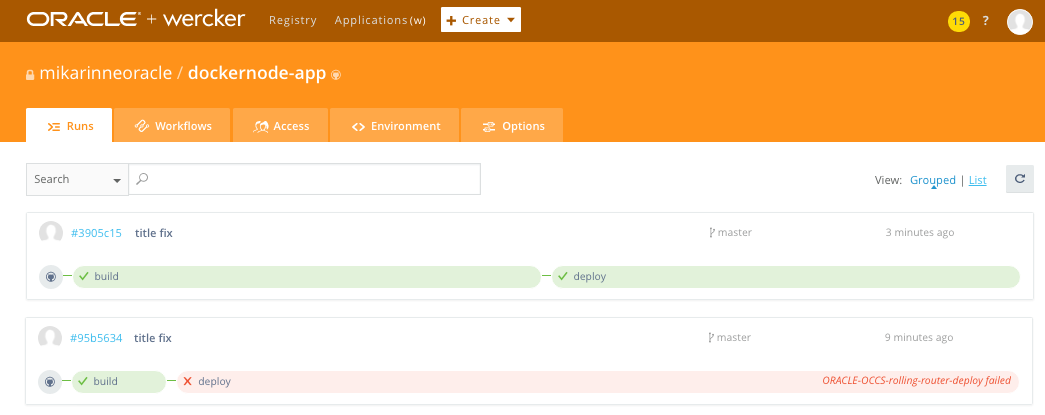 ORACLE + wercker Registry Applications (w) + Create 15 ?
mikarinneoracle / dockernode-app
Runs Workflows Access Environment Options
Search View: Grouped | List
#3905c15 title fix master 3 minutes ago
build deploy
#95b5634 title fix master 9 minutes ago
build deploy ORACLE-OCCS-rolling-router-deploy failed